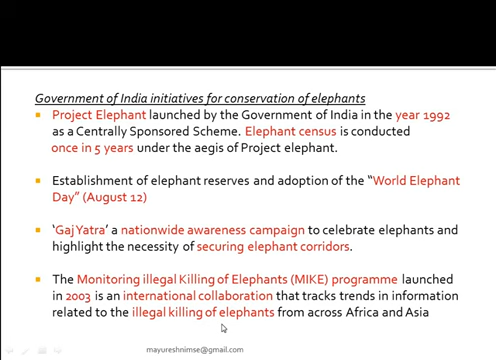 Government of India initiatives for conservation of elephants
Project Elephant launched by the Government of India in the year 1992
as a Centrally Sponsored Scheme. Elephant census is conducted
once in 5 years under the aegis of Project elephant.
Establishment of elephant reserves and adoption of the “World Elephant
Day” (August 12)
‘Gaj Yatra’ a nationwide awareness campaign to celebrate elephants and
highlight the necessity of securing elephant corridors.
The Monitoring illegal Killing of Elephants (MIKE) programme launched
in 2003 is an international collaboration that tracks trends in information
related to the illegal killing of elephants from across Africa and Asia
mayureshnimse@gmail.com